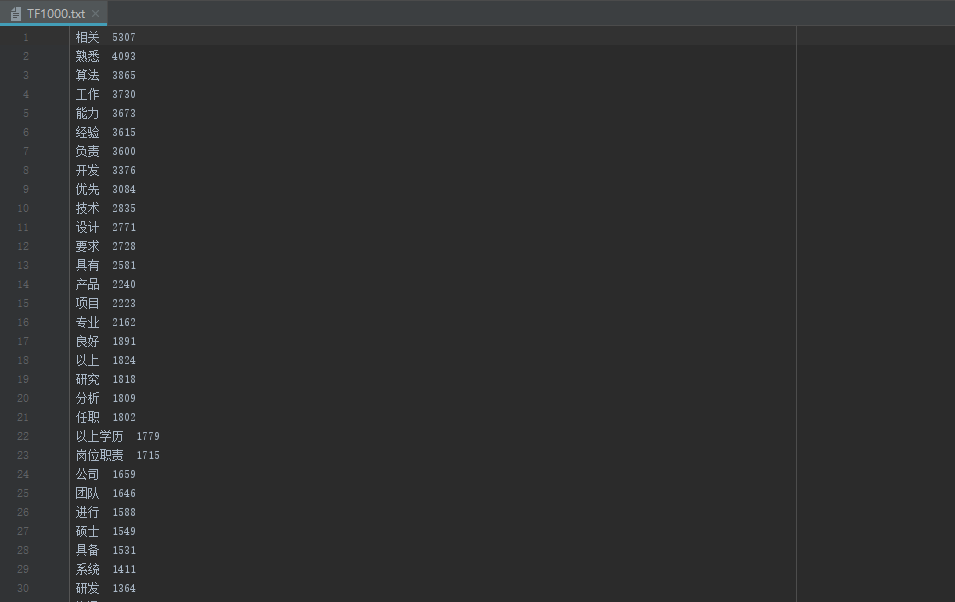 TF1000.txt
1 相关 5307
2 熟悉 4093
3 算法 3865
4 工作 3730
5 能力 3673
6 经验 3615
7 负责 3600
8 开发 3376
9 优先 3084
10 技术 2835
11 设计 2771
12 要求 2728
13 具有 2581
14 产品 2240
15 项目 2223
16 专业 2162
17 良好 1891
18 以上 1824
19 研究 1818
20 分析 1809
21 任职 1802
22 以上学历 1779
23 岗位职责 1715
24 公司 1659
25 团队 1646
26 进行 1588
27 硕士 1549
28 具备 1531
29 系统 1411
30 研发 1364